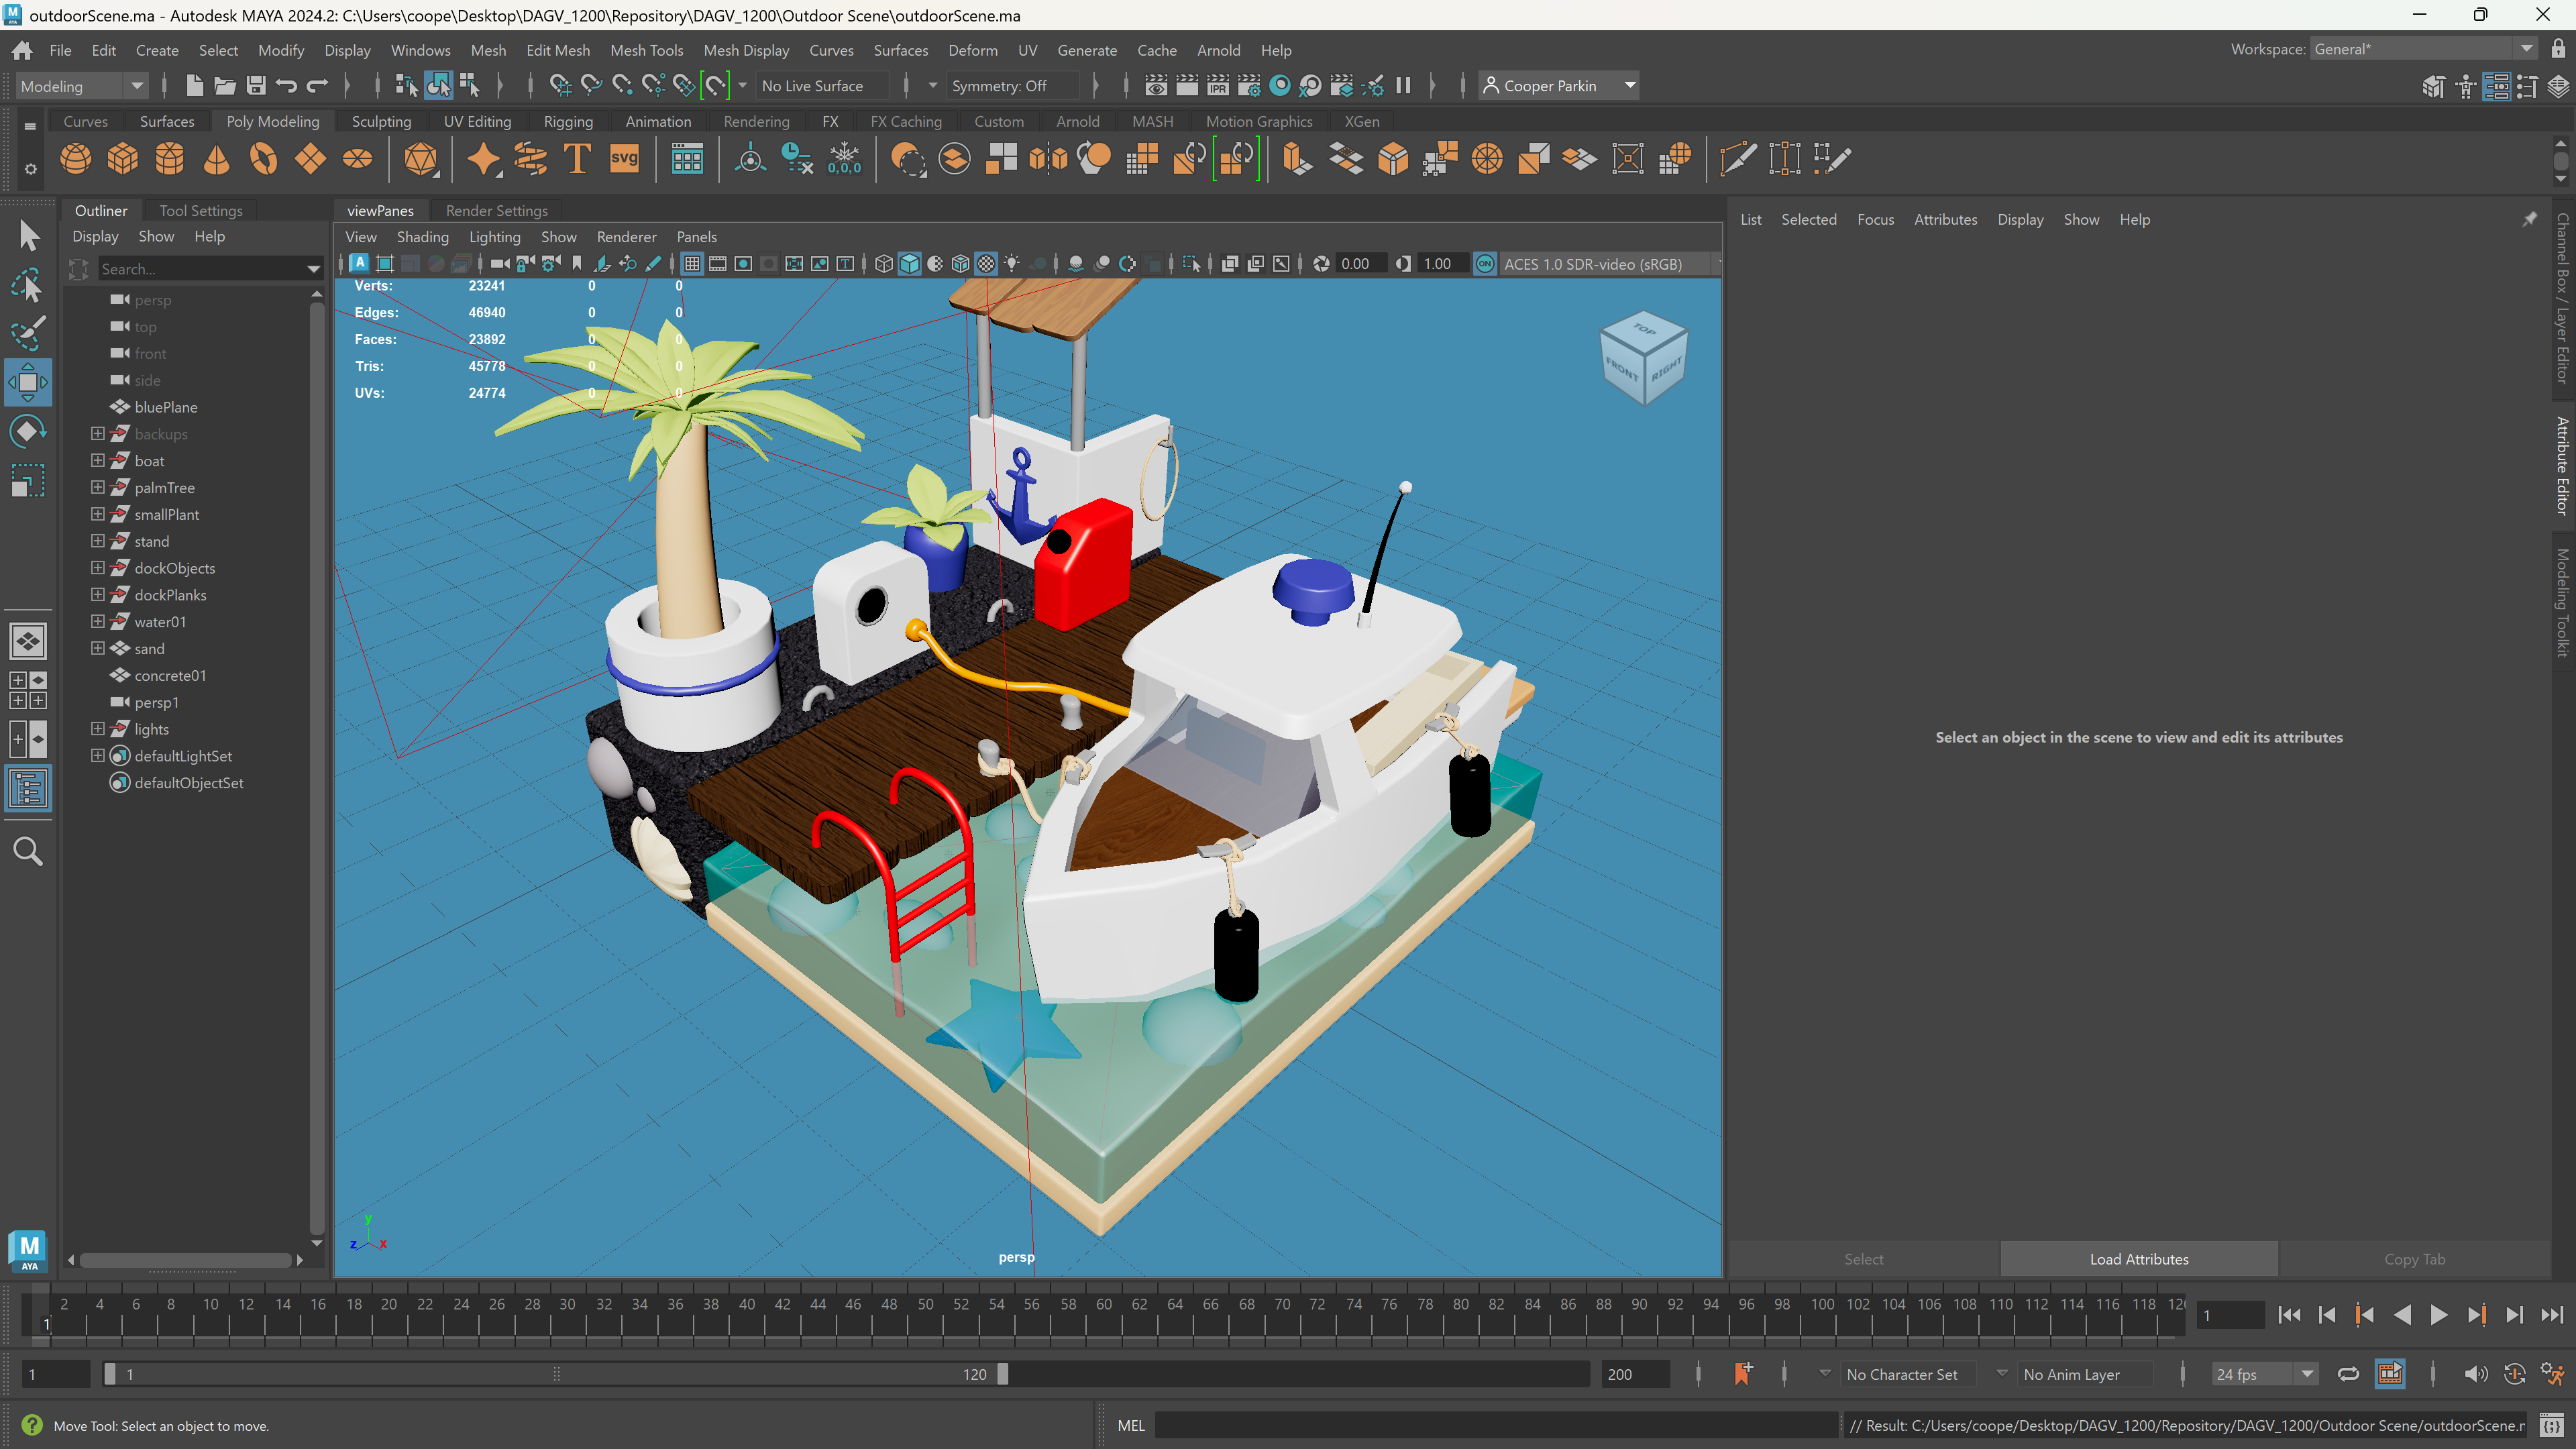 outdoorScene.ma - Autodesk MAYA 2024.2: C:\Users\coope\Desktop\DAGV_1200\Repository\DAGV_1200\Outdoor Scene\outdoorScene.ma
File Edit Create Select Modify Display Windows Mesh Edit Mesh Mesh Tools Mesh Display Curves Surfaces Deform UV Generate Cache Arnold Help
Workspace: General*
Modeling
IPR
No Live Surface
Symmetry: Off
Cooper Parkin
Curves Surfaces Poly Modeling Sculpting UV Editing Rigging Animation Rendering FX FX Caching Custom Arnold MASH Motion Graphics XGen
T
svg
0,0,0
Outliner Tool Settings
Display Show Help
Search...
persp
top
front
side
bluePlane
backups
boat
palmTree
smallPlant
stand
dockObjects
dockPlanks
water01
sand
concrete01
persp1
lights
defaultLightSet
defaultObjectSet
viewPanes Render Settings
View Shading Lighting Show Renderer Panels
0.00
1.00
ON
ACES 1.0 SDR-video (sRGB)
Verts: 23241 0 0
Edges: 46940 0 0
Faces: 23892 0 0
Tris: 45778 0 0
UVs: 24774 0 0
TOP
FRONT
RIGHT
y
z
x
persp
List Selected Focus Attributes Display Show Help
Select an object in the scene to view and edit its attributes
Select
Load Attributes
Copy Tab
Channel Box / Layer Editor
Attribute Editor
Modeling Toolkit
M
AYA
2 4 6 8 10 12 14 16 18 20 22 24 26 28 30 32 34 36 38 40 42 44 46 48 50 52 54 56 58 60 62 64 66 68 70 72 74 76 78 80 82 84 86 88 90 92 94 96 98 100 102 104 106 108 110 112 114 116 118 12
1
1
1
1
120
200
No Character Set
No Anim Layer
24 fps
Move Tool: Select an object to move.
MEL
// Result: C:/Users/coope/Desktop/DAGV_1200/Repository/DAGV_1200/Outdoor Scene/outdoorScene.m